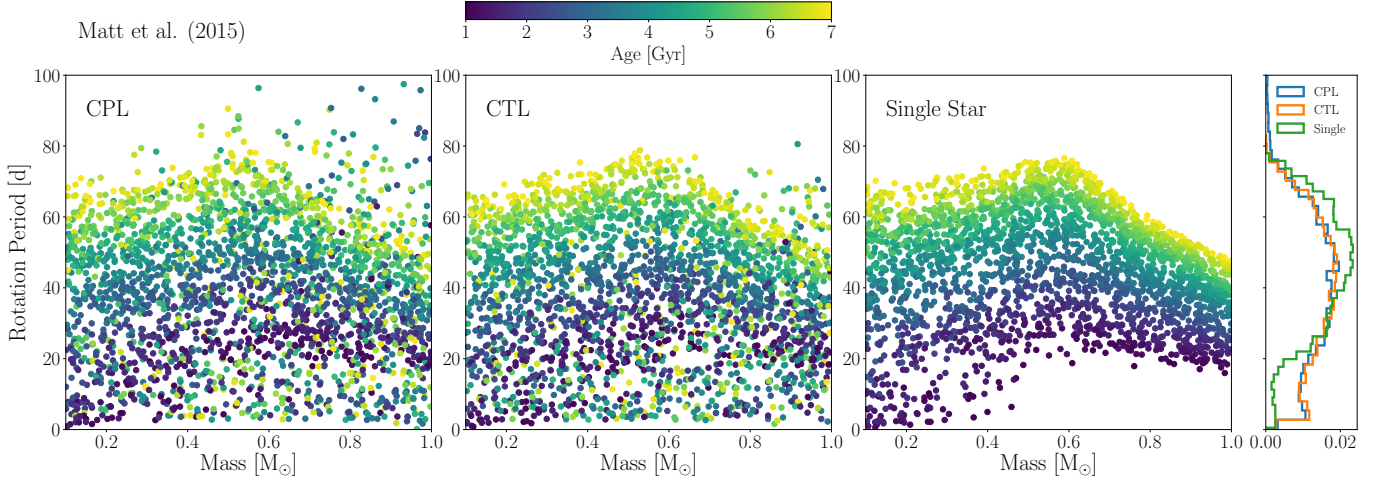 Matt et al. (2015)
1 2 3 4 5 6 7
Age [Gyr]
CPL
CTL
Single Star
CPL
CTL
Single
Rotation Period [d]
100
80
60
40
20
0
100
80
60
40
20
0
100
80
60
40
20
0
0.2 0.4 0.6 0.8 1.0
0.2 0.4 0.6 0.8 1.0
0.2 0.4 0.6 0.8 1.0
0.00 0.02
Mass [M☉]
Mass [M☉]
Mass [M☉]